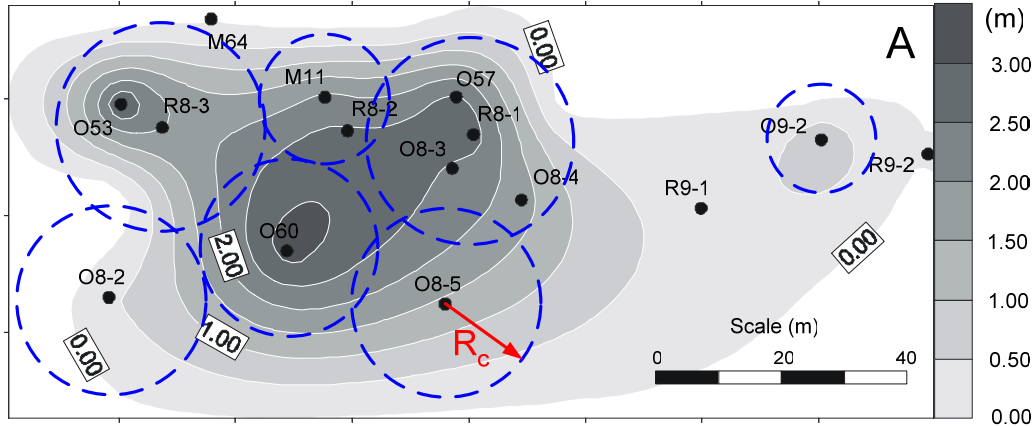 (m)
A
0.00
M64
M11
O57
3.00
R8-3
R8-2
R8-1
O53
2.50
O9-2
O8-3
R9-2
O8-4
2.00
R9-1
O60
2.00
1.50
0.00
O8-2
O8-5
1.00
1.00
Scale (m)
Rc
0.00
0 20 40
0.50
0.00